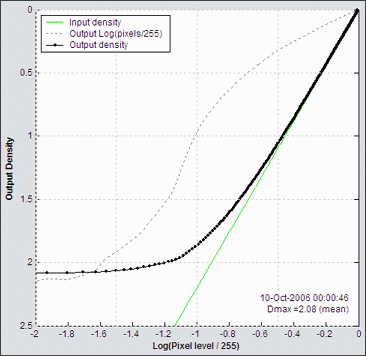 Input density
Output Log(pixels/255)
Output density
Output Density
0
0.5
1
1.5
2
2.5
10-Oct-2006 00:00:46
Dmax =2.08 (mean)
-2 -1.8 -1.6 -1.4 -1.2 -1 -0.8 -0.6 -0.4 -0.2 0
Log(Pixel level / 255)